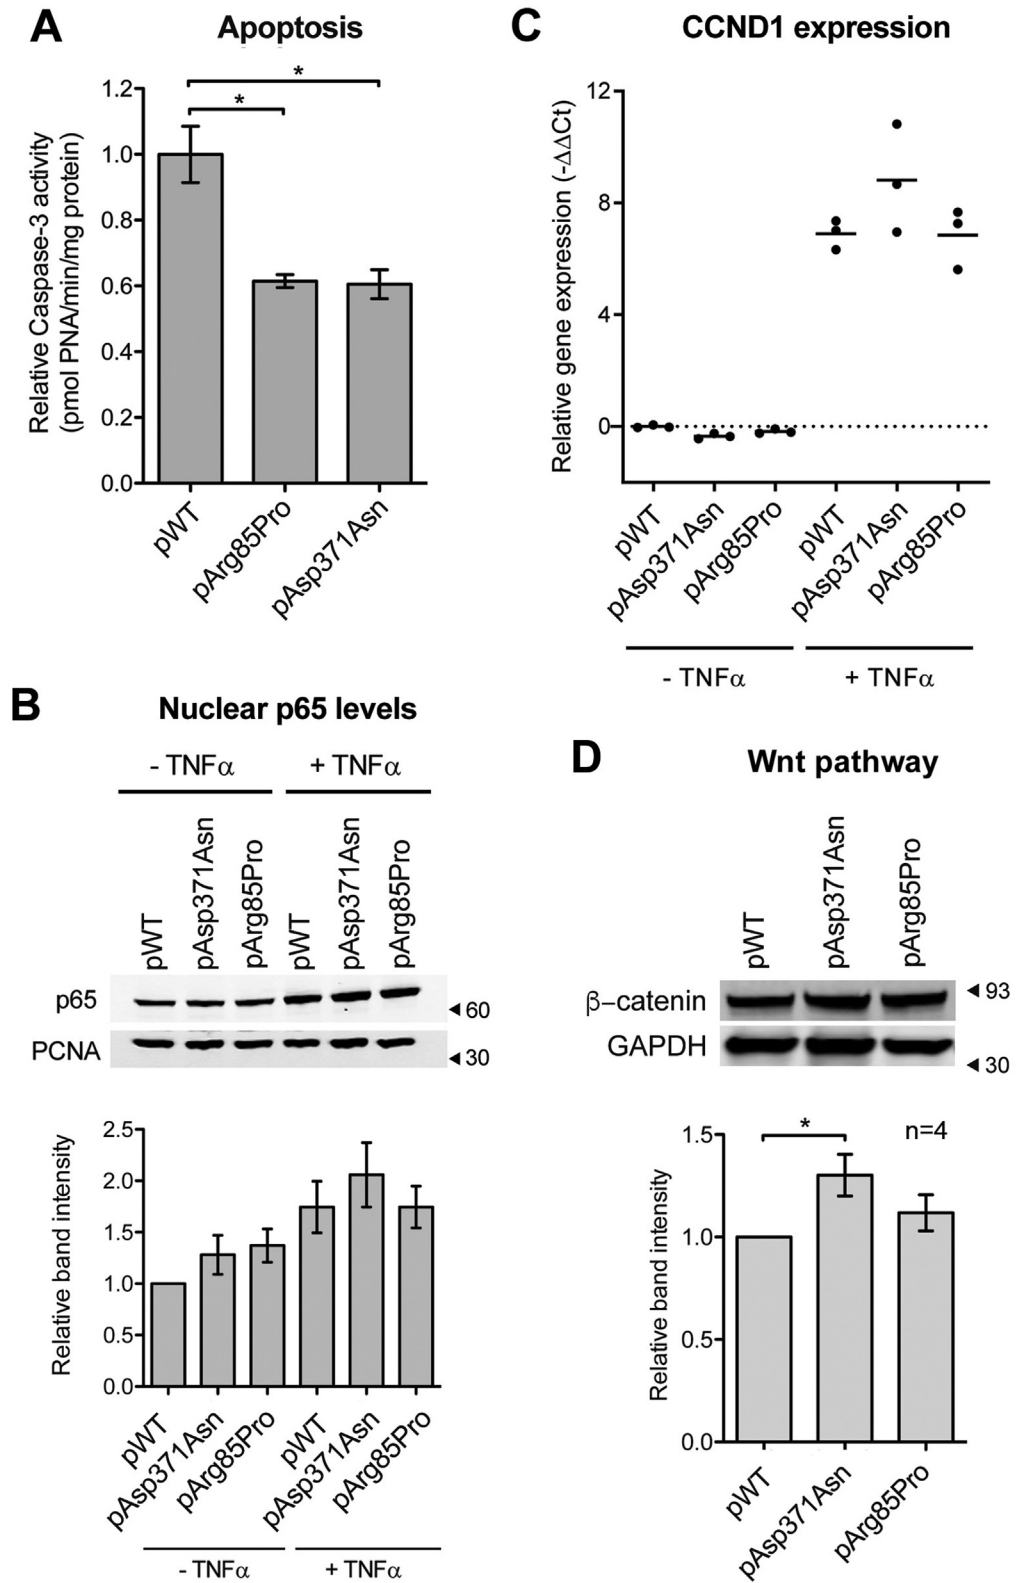 A
Apoptosis
Relative Caspase-3 activity
(pmol PNA/min/mg protein)
1.2
1.0
0.8
0.6
0.4
0.2
0.0
*
*
pWT
pArg85Pro
pAsp371Asn
C
CCND1 expression
Relative gene expression (-ΔΔCt)
12
8
4
0
pWT
pAsp371Asn
pArg85Pro
pWT
pAsp371Asn
pArg85Pro
- TNFα
+ TNFα
B
Nuclear p65 levels
- TNFα
+ TNFα
pWT
pAsp371Asn
pArg85Pro
pWT
pAsp371Asn
pArg85Pro
p65
60
PCNA
30
Relative band intensity
2.5
2.0
1.5
1.0
0.5
0.0
pWT
pAsp371Asn
pArg85Pro
pWT
pAsp371Asn
pArg85Pro
- TNFα
+ TNFα
D
Wnt pathway
pWT
pAsp371Asn
pArg85Pro
β–catenin
93
GAPDH
30
Relative band intensity
1.5
1.0
0.5
0.0
*
n=4
pWT
pAsp371Asn
pArg85Pro